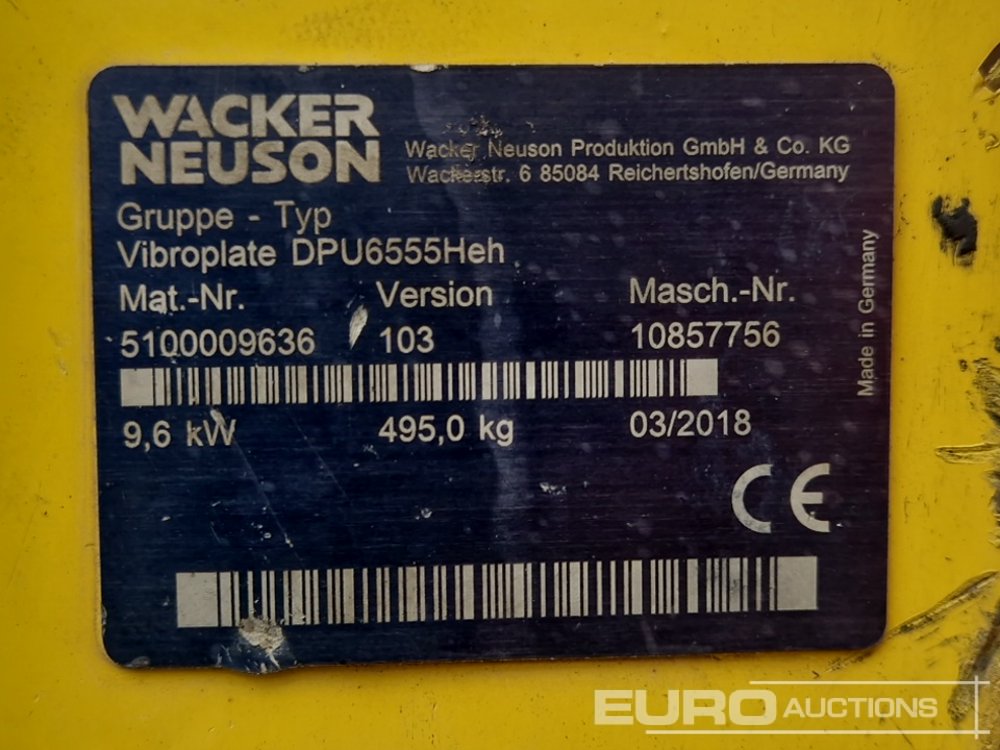 WACKER
NEUSON
Wacker Neuson Produktion GmbH & Co. KG
Wackerstr. 6 85084 Reichertshofen/Germany
Gruppe - Typ
Vibroplate DPU6555Heh
Mat.-Nr. Version Masch.-Nr.
5100009636 103 10857756
9,6 kW 495,0 kg 03/2018
Made in Germany
CE
EURO AUCTIONS